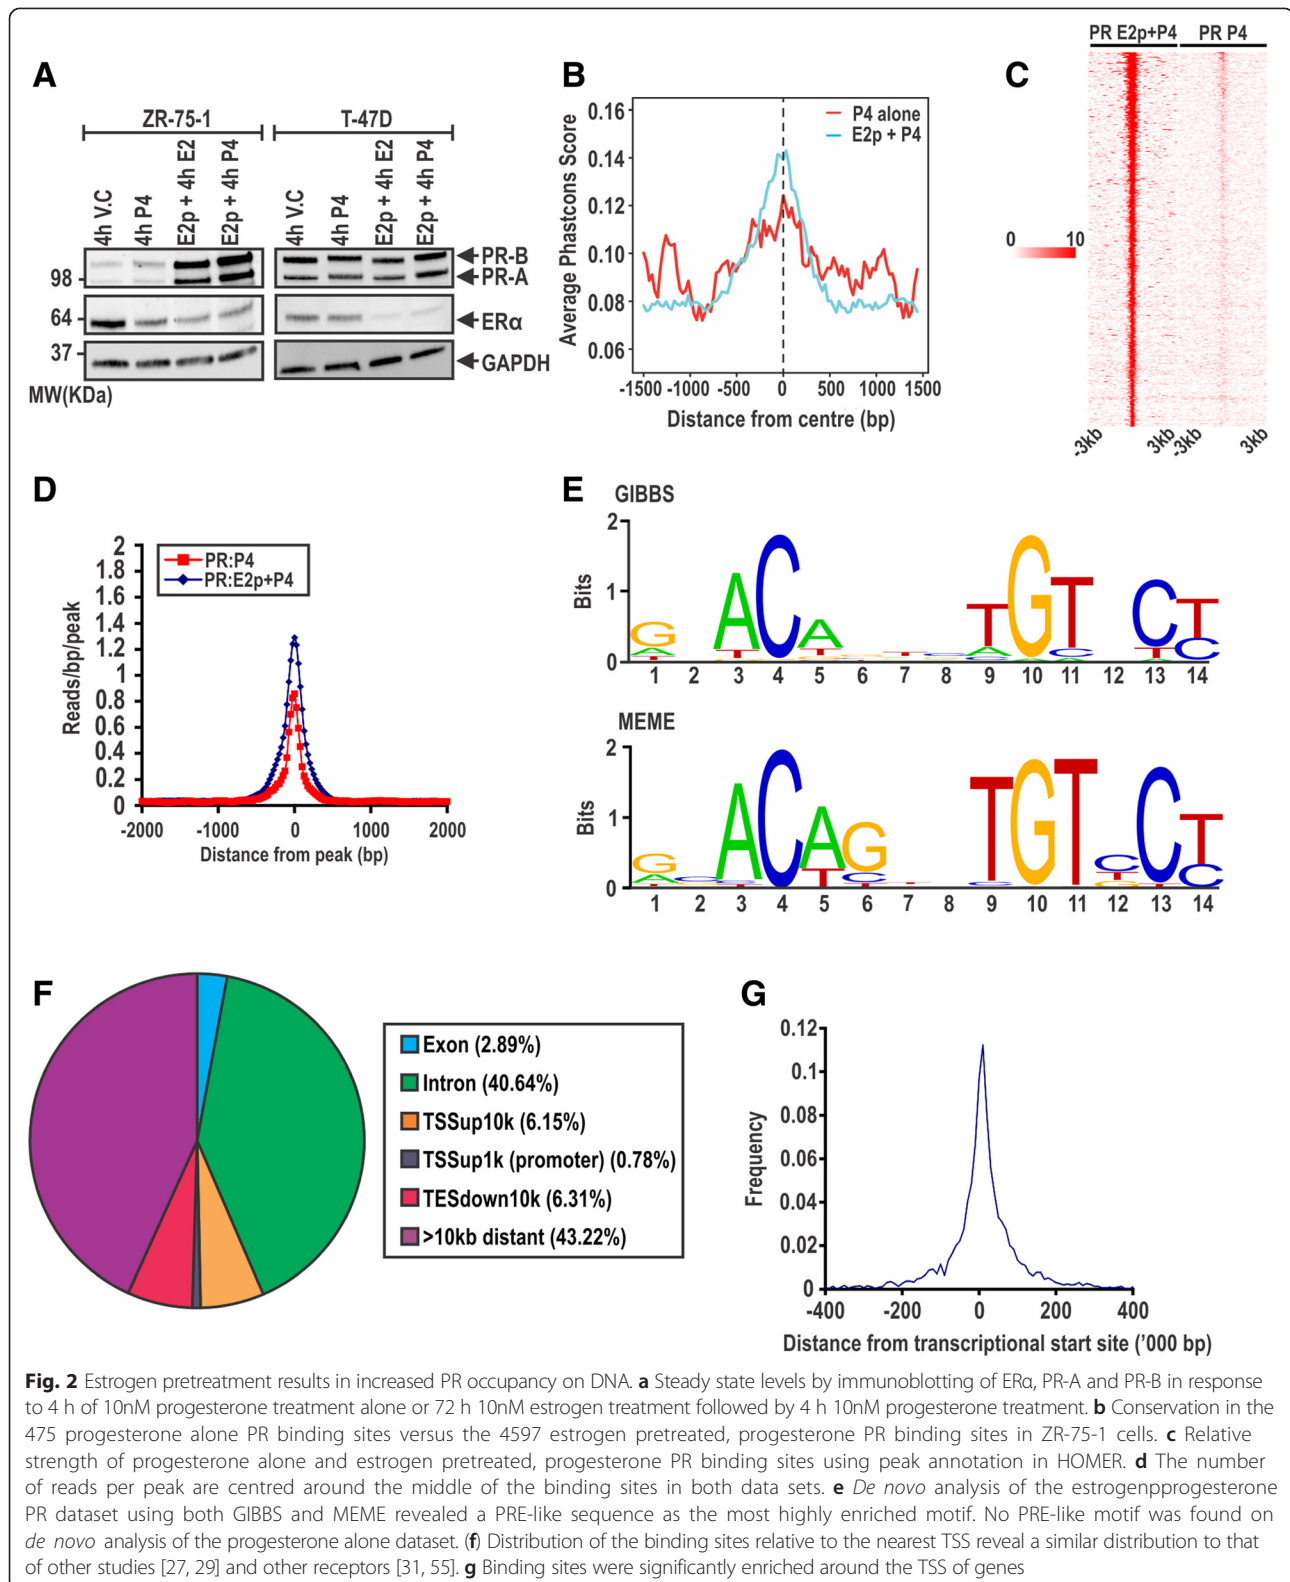 A
ZR-75-1
T-47D
4h V.C
4h P4
E2p + 4h E2
E2p + 4h P4
4h V.C
4h P4
E2p + 4h E2
E2p + 4h P4
98
64
37
MW(KDa)
PR-B
PR-A
ERα
GAPDH
B
Average Phastcons Score
0.16
0.14
0.12
0.10
0.08
0.06
P4 alone
E2p + P4
-1500 -1000 -500 0 500 1000 1500
Distance from centre (bp)
C
PR E2p+P4 PR P4
0 10
-3kb 3kb -3kb 3kb
D
Reads/bp/peak
2
1.8
1.6
1.4
1.2
1
0.8
0.6
0.4
0.2
0
PR:P4
PR:E2p+P4
-2000 -1000 0 1000 2000
Distance from peak (bp)
E
GIBBS
Bits
2
1
0
1 2 3 4 5 6 7 8 9 10 11 12 13 14
MEME
Bits
2
1
0
1 2 3 4 5 6 7 8 9 10 11 12 13 14
F
Exon (2.89%)
Intron (40.64%)
TSSup10k (6.15%)
TSSup1k (promoter) (0.78%)
TESdown10k (6.31%)
>10kb distant (43.22%)
G
Frequency
0.12
0.1
0.08
0.06
0.04
0.02
0
-400 -200 0 200 400
Distance from transcriptional start site ('000 bp)
Fig. 2 Estrogen pretreatment results in increased PR occupancy on DNA. a Steady state levels by immunoblotting of ERα, PR-A and PR-B in response
to 4 h of 10nM progesterone treatment alone or 72 h 10nM estrogen treatment followed by 4 h 10nM progesterone treatment. b Conservation in the
475 progesterone alone PR binding sites versus the 4597 estrogen pretreated, progesterone PR binding sites in ZR-75-1 cells. c Relative
strength of progesterone alone and estrogen pretreated, progesterone PR binding sites using peak annotation in HOMER. d The number
of reads per peak are centred around the middle of the binding sites in both data sets. e De novo analysis of the estrogenpprogesterone
PR dataset using both GIBBS and MEME revealed a PRE-like sequence as the most highly enriched motif. No PRE-like motif was found on
de novo analysis of the progesterone alone dataset. (f) Distribution of the binding sites relative to the nearest TSS reveal a similar distribution to that
of other studies [27, 29] and other receptors [31, 55]. g Binding sites were significantly enriched around the TSS of genes